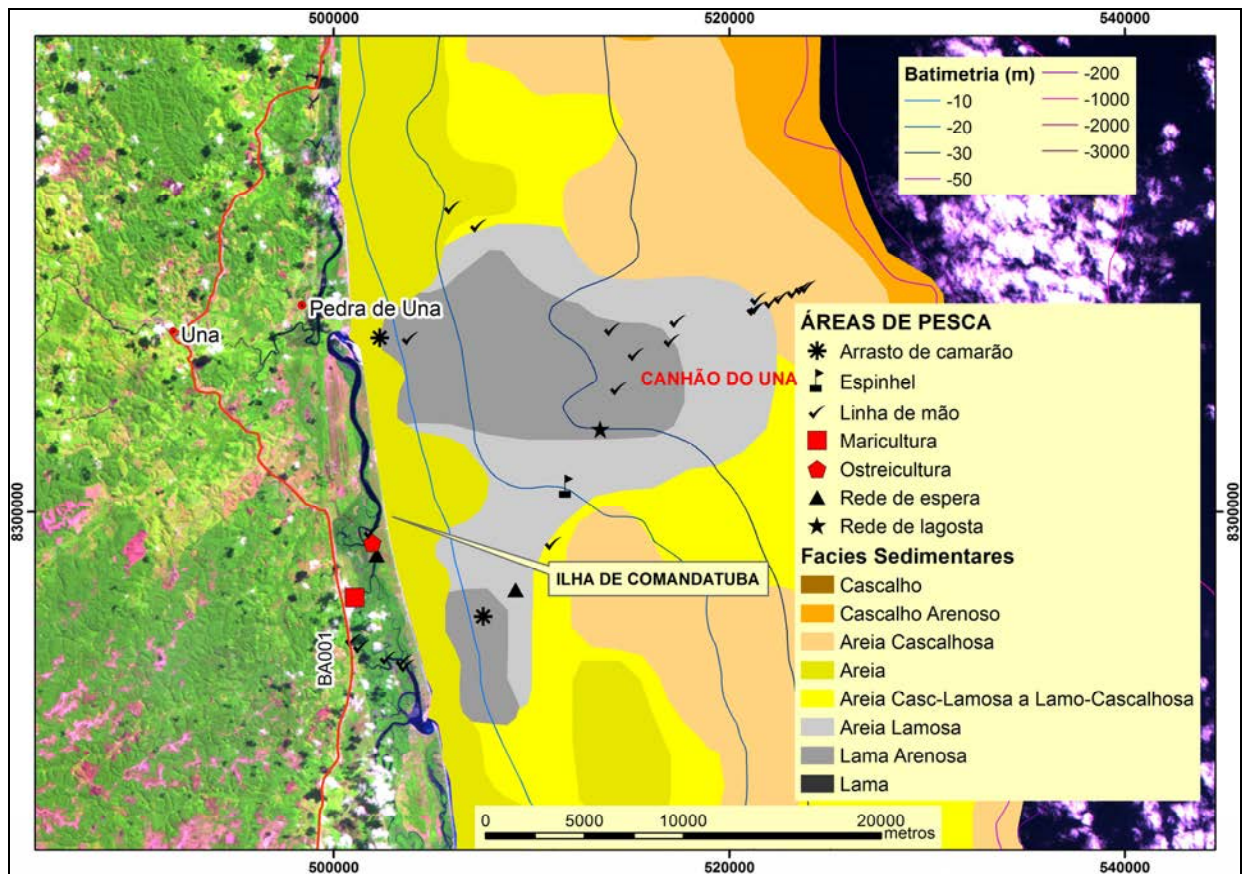 500000 520000 540000
Batimetria (m)
-10
-20
-30
-50
-200
-1000
-2000
-3000
Pedra de Una
Una
CANHÃO DO UNA
ÁREAS DE PESCA
Arrasto de camarão
Espinhel
Linha de mão
Maricultura
Ostreicultura
Rede de espera
Rede de lagosta
Facies Sedimentares
Cascalho
Cascalho Arenoso
Areia Cascalhosa
Areia
Areia Casc-Lamosa a Lamo-Cascalhosa
Areia Lamosa
Lama Arenosa
Lama
8300000 8300000
ILHA DE COMANDATUBA
BA001
0 5000 10000 20000
metros
500000 520000 540000